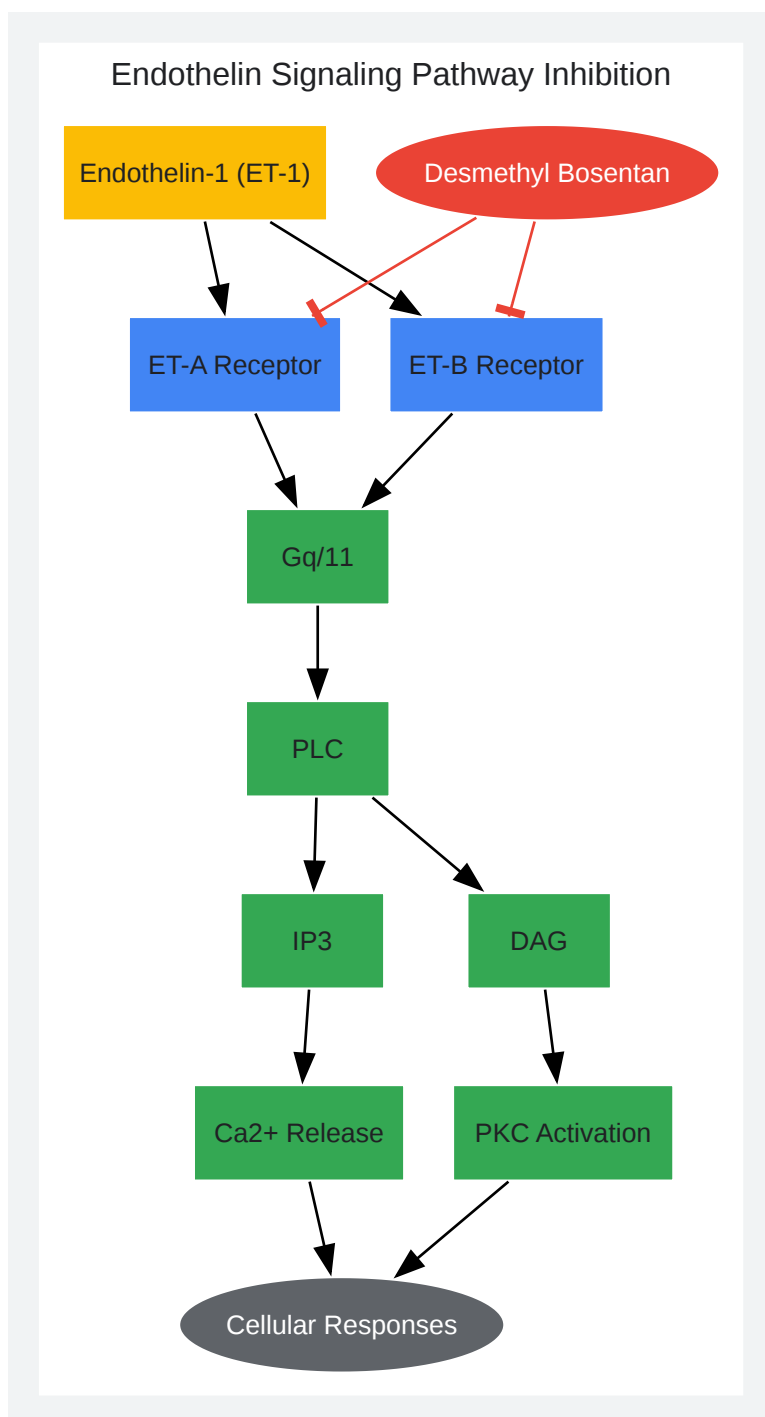 Endothelin Signaling Pathway Inhibition
Endothelin-1 (ET-1)
Desmethyl Bosentan
ET-A Receptor
ET-B Receptor
Gq/11
PLC
IP3
DAG
Ca2+ Release
PKC Activation
Cellular Responses